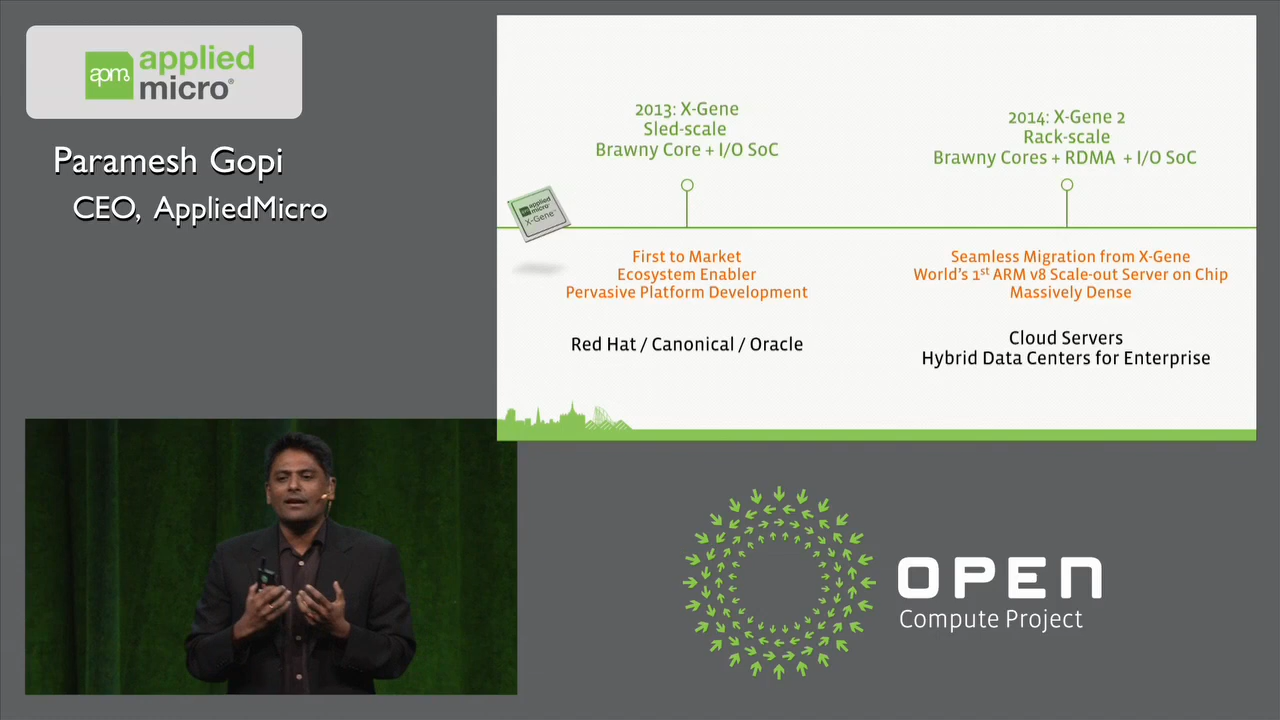 apm
applied
micro®
Paramesh Gopi
CEO, AppliedMicro
2013: X-Gene
Sled-scale
Brawny Core + I/O SoC
2014: X-Gene 2
Rack-scale
Brawny Cores + RDMA + I/O SoC
applied
micro
X-Gene™
First to Market
Ecosystem Enabler
Pervasive Platform Development
Red Hat / Canonical / Oracle
Seamless Migration from X-Gene
World's 1st ARM v8 Scale-out Server on Chip
Massively Dense
Cloud Servers
Hybrid Data Centers for Enterprise
OPEN
Compute Project